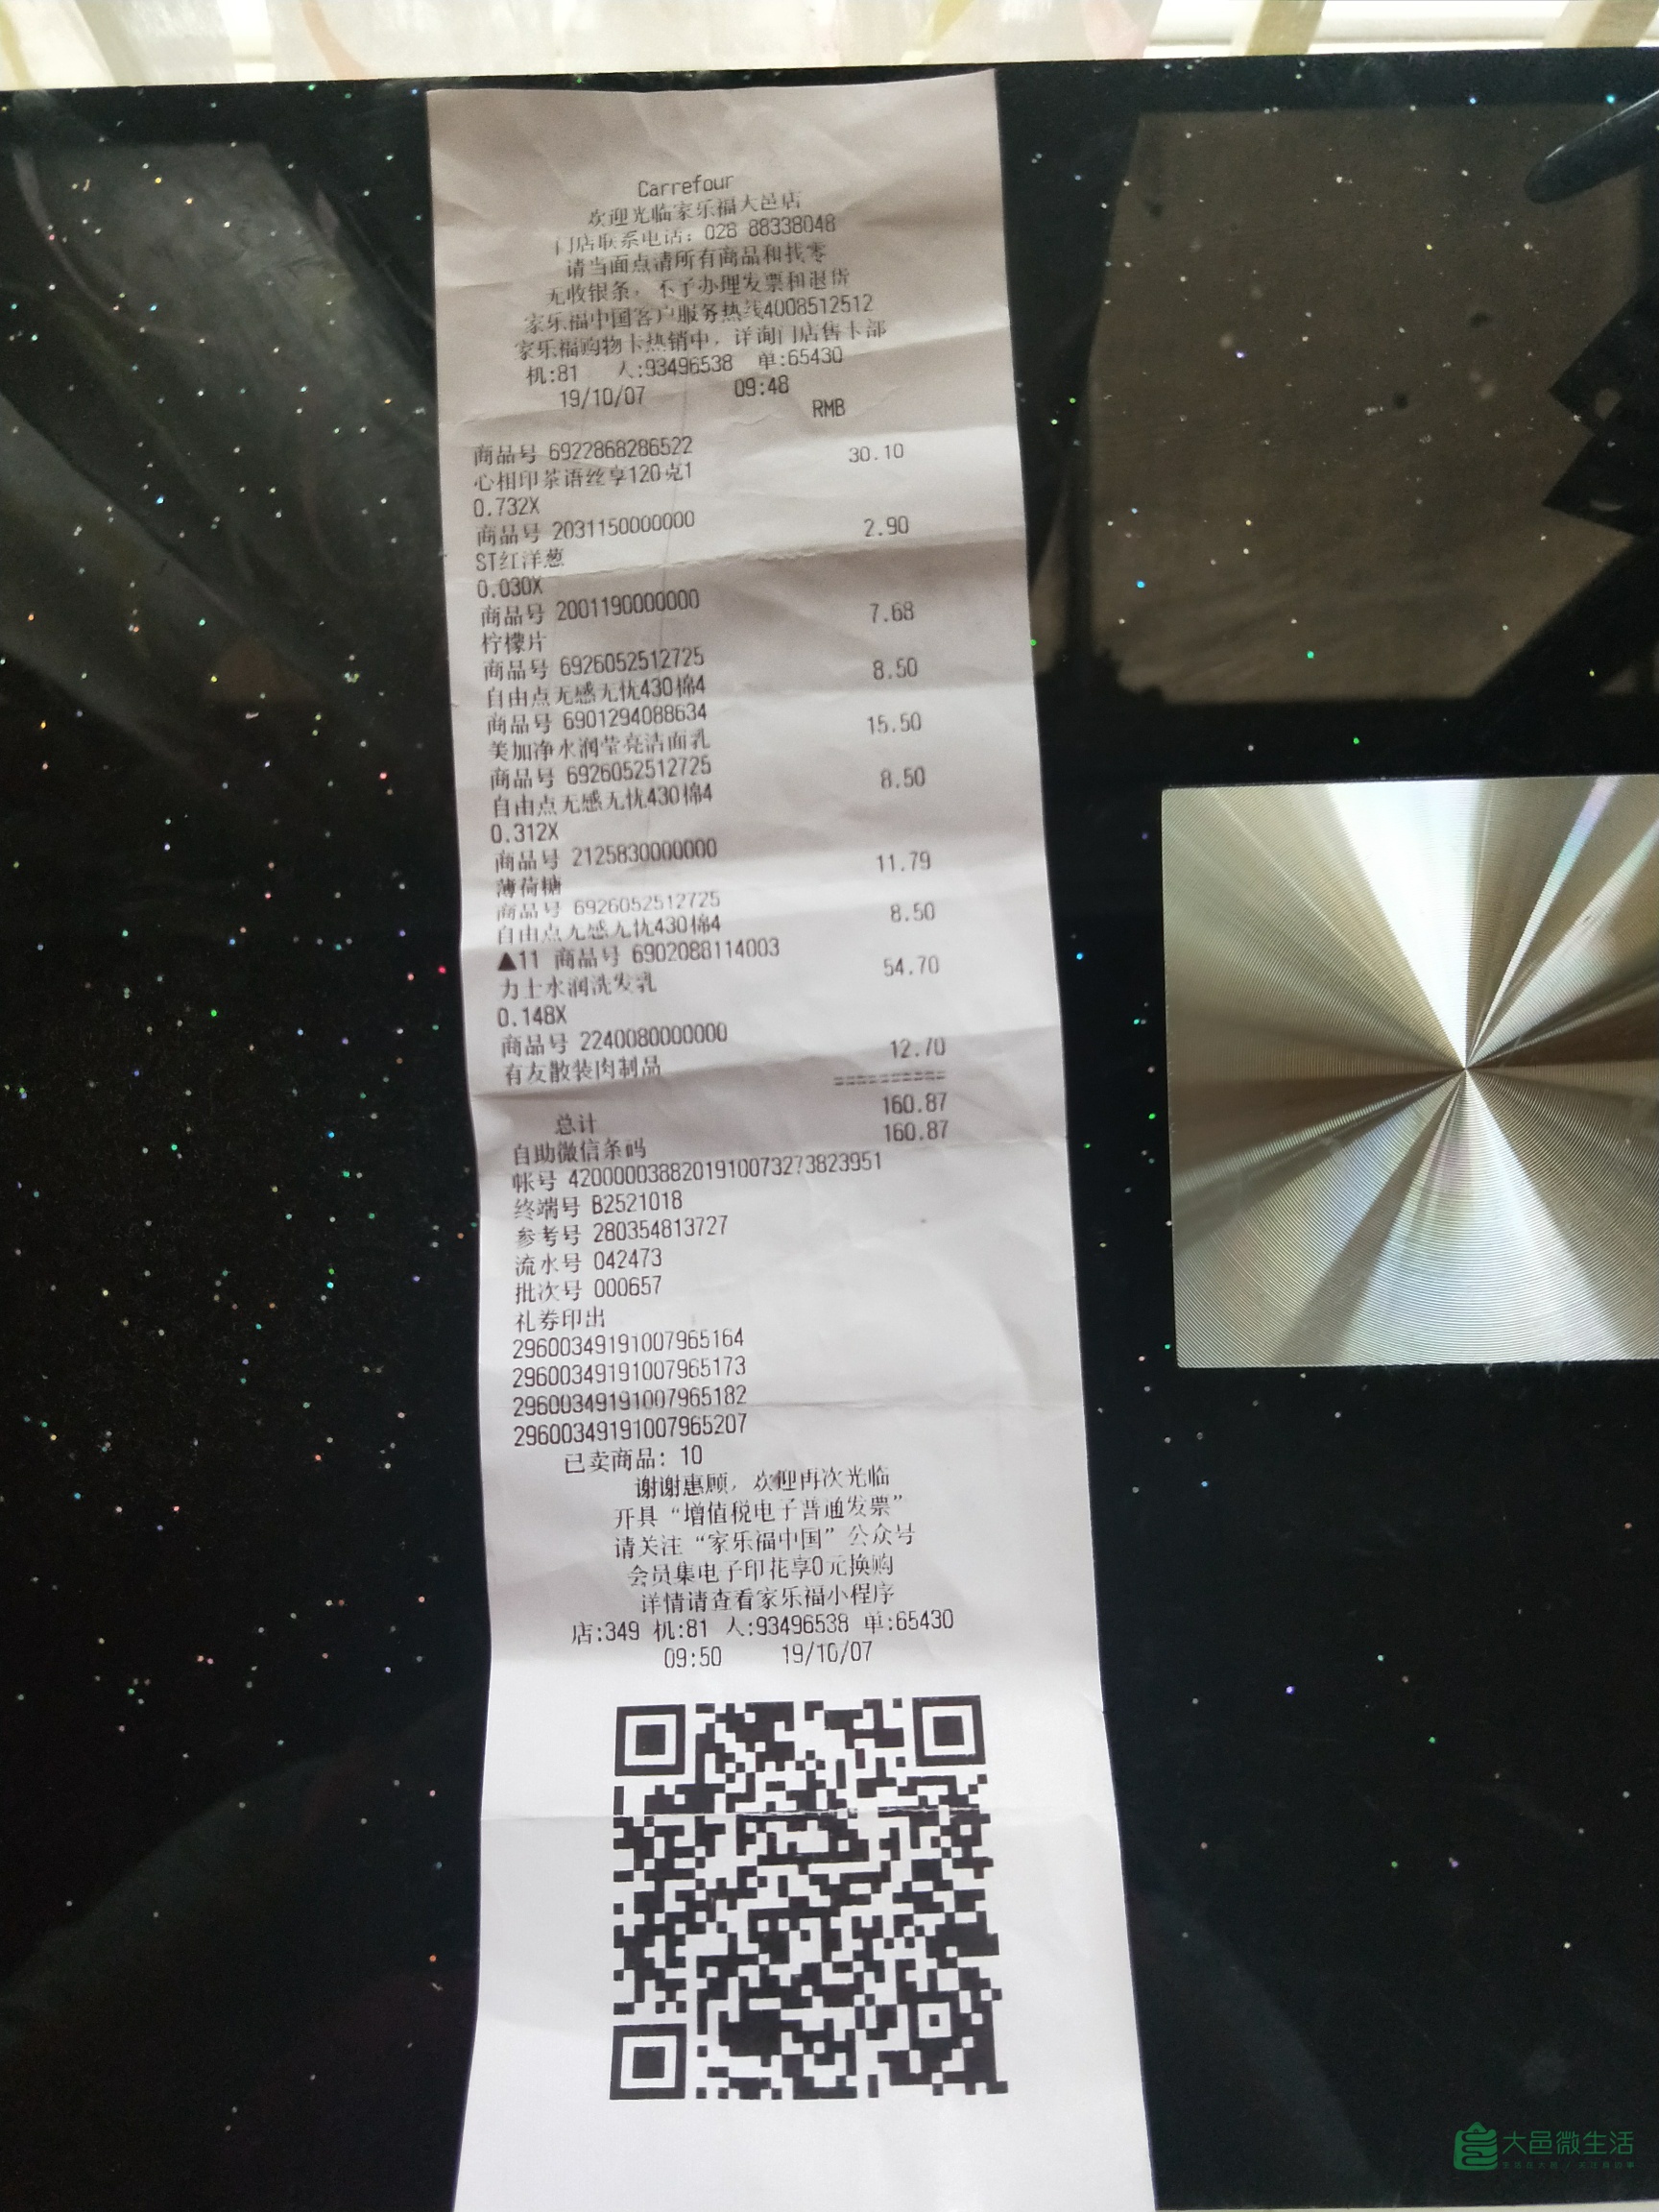 Carrefour
欢迎光临家乐福大邑店
门店联系电话：028 88338048
请当面点请所有商品和找零
无收银条，不予办理发票和退货
家乐福中国客户服务热线4008512512
家乐福购物卡热销中，详询门店售卡部
机:81 人:93496538 单:65430
19/10/07 09:48
RMB
商品号 6922868286522 30.10
心相印茶语丝享120克1
0.732X
商品号 2031150000000 2.90
ST红洋葱
0.030X
商品号 2001190000000 7.68
柠檬片
商品号 6926052512725 8.50
自由点无感无忧430棉4
商品号 6901294088634 15.50
美加净水润莹亮洁面乳
商品号 6926052512725 8.50
自由点无感无忧430棉4
0.312X
商品号 2125830000000 11.79
薄荷糖
商品号 6926052512725 8.50
自由点无感无忧430棉4
▲11 商品号 6902088114003 54.70
力士水润洗发乳
0.148X
商品号 2240080000000 12.70
有友散装肉制品
==========
总计 160.87
自助微信条码 160.87
帐号 4200000388201910073273823951
终端号 B2521018
参考号 280354813727
流水号 042473
批次号 000657
礼券印出
29600349191007965164
29600349191007965173
29600349191007965182
29600349191007965207
已卖商品: 10
谢谢惠顾，欢迎再次光临
开具“增值税电子普通发票”
请关注“家乐福中国”公众号
会员集电子印花享0元换购
详情请查看家乐福小程序
店:349 机:81 人:93496538 单:65430
09:50 19/10/07
大邑微生活